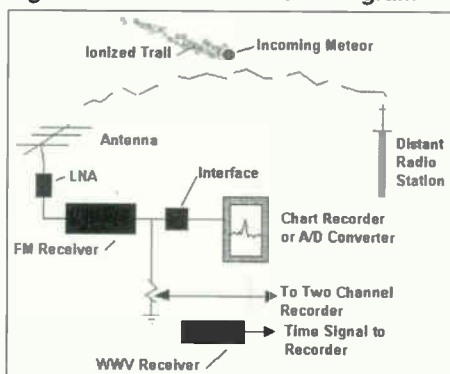 Incoming Meteor
Ionized Trail
Antenna
Distant
Radio
Station
LNA
Interface
FM Receiver
Chart Recorder
or A/D Converter
To Two Channel
Recorder
Time Signal to
Recorder
WWV Receiver